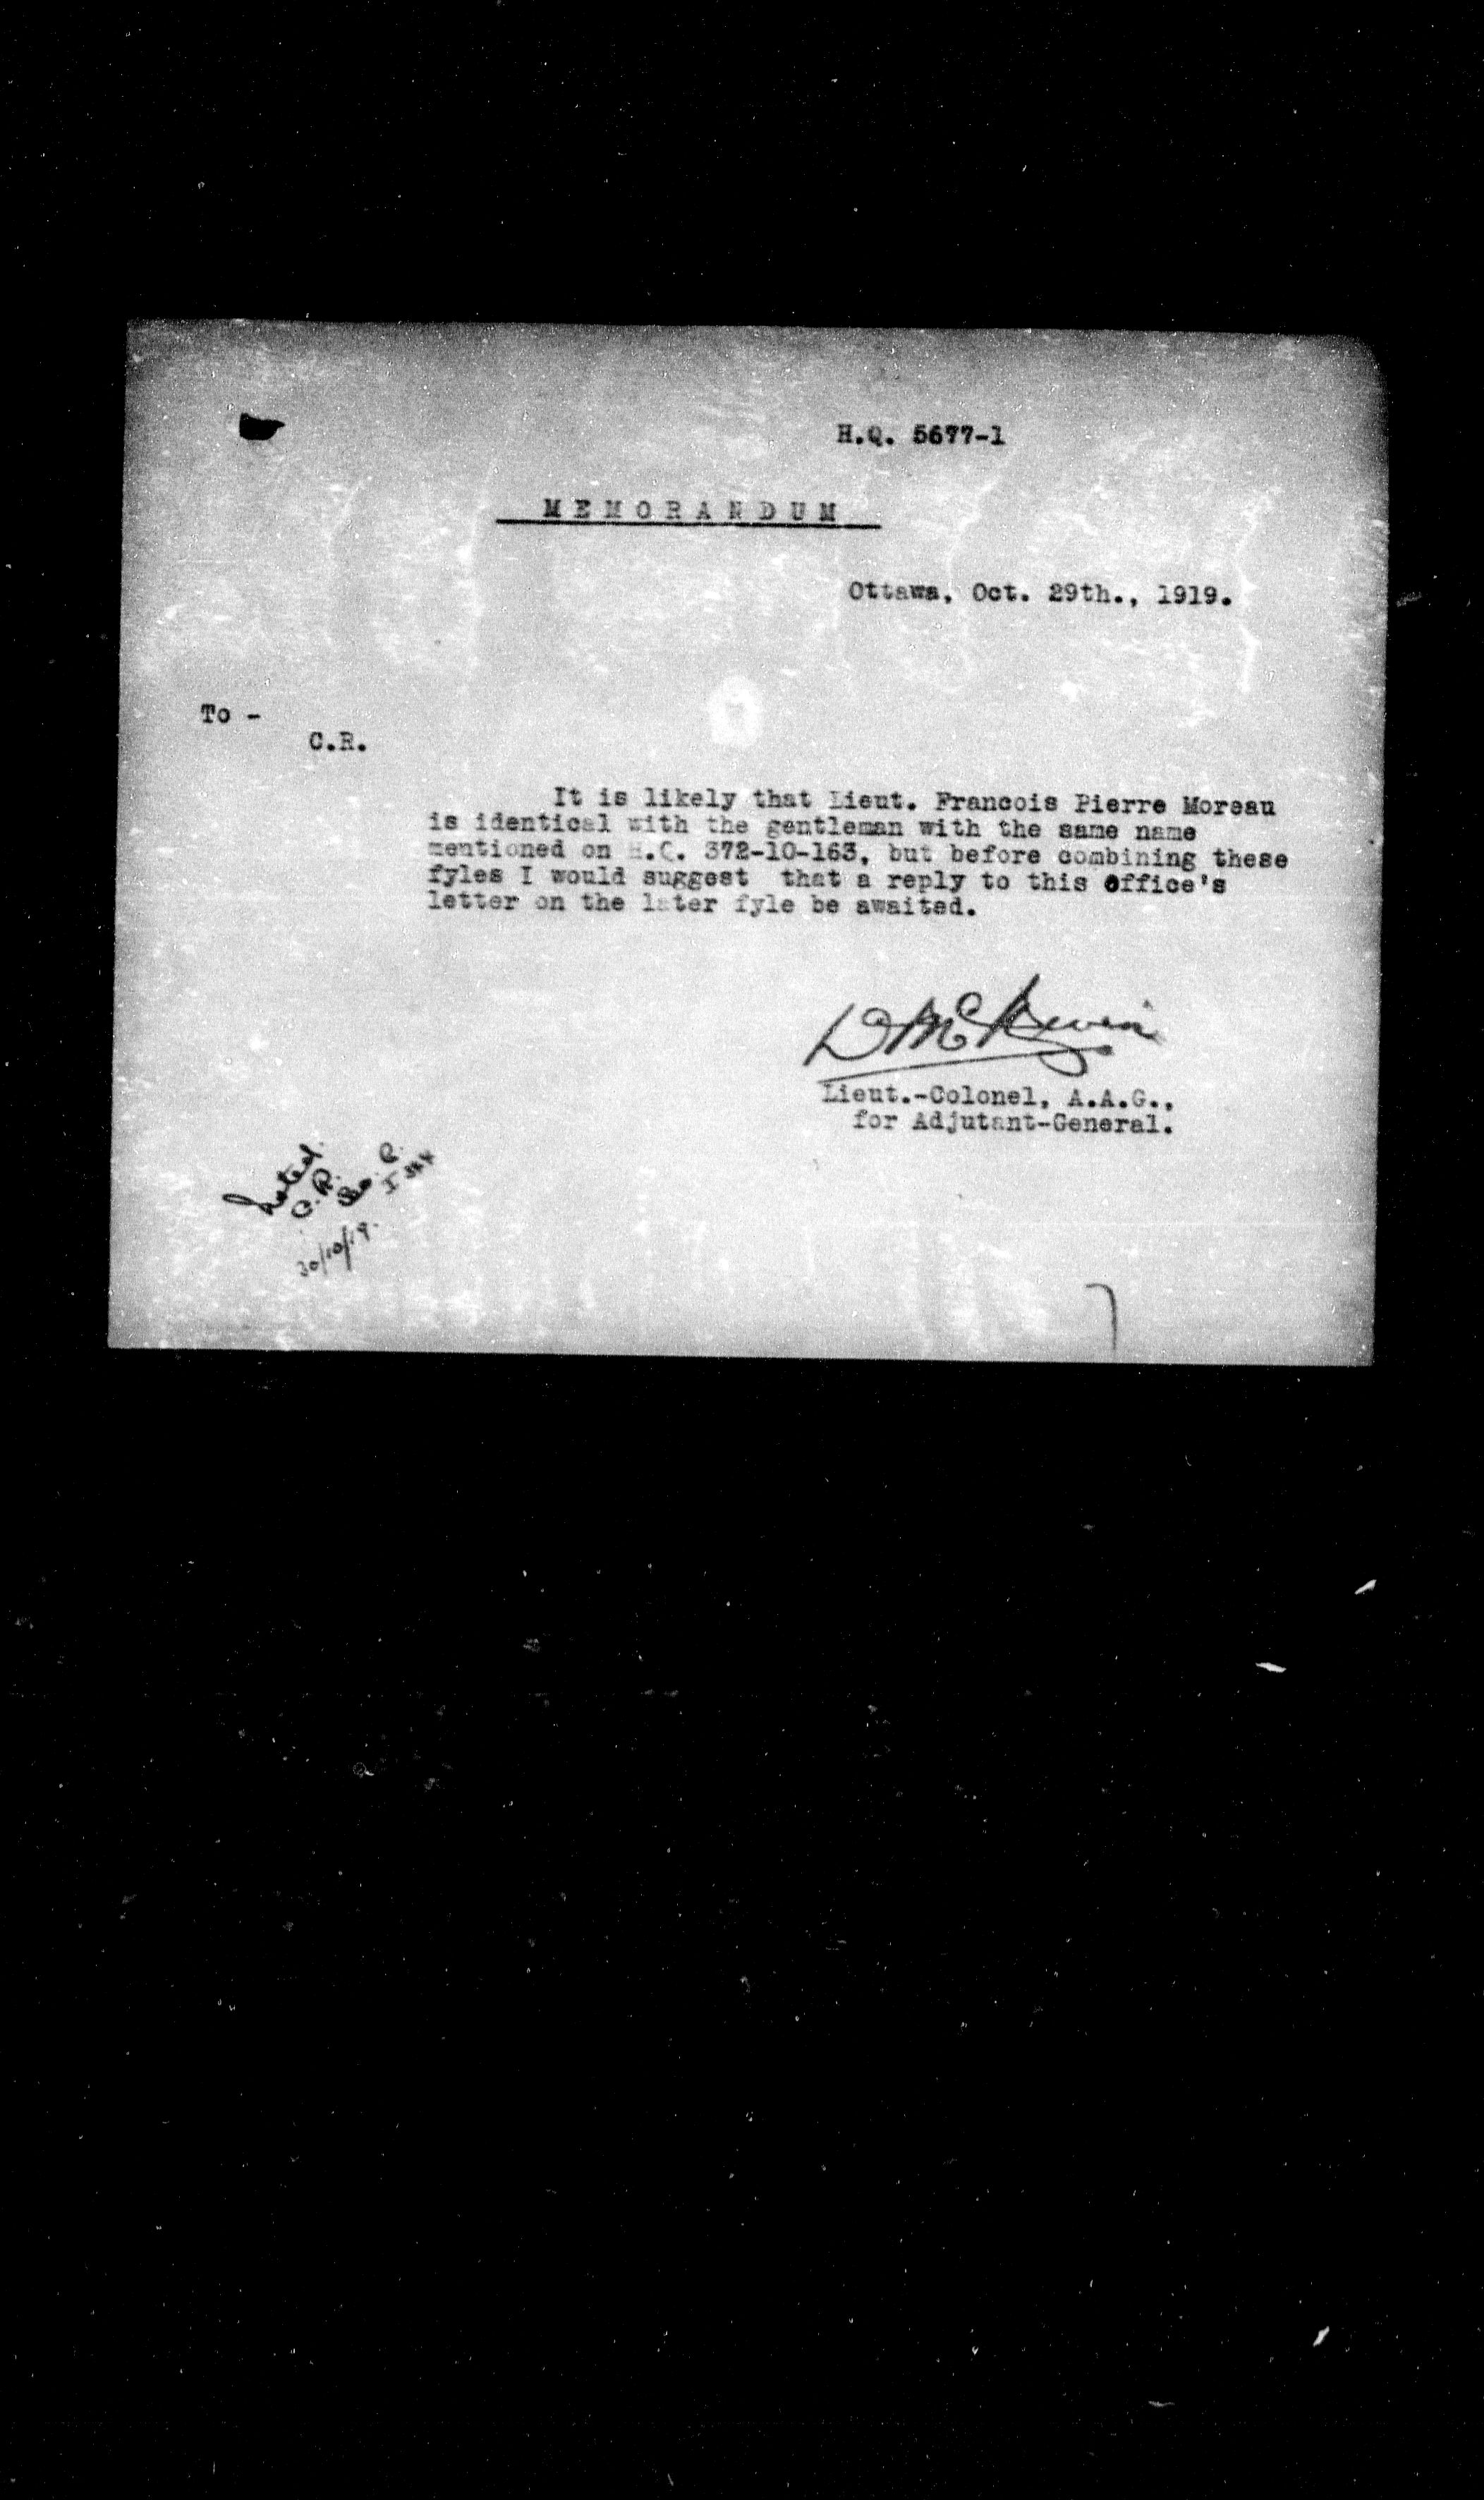 H.Q. 5677-1
MEMORANDUM
Ottawa, Oct. 29th., 1919.
To -
C.R.
It is likely that Lieut. Francois Pierre Moreau
is identical with the gentleman with the same name
mentioned on H.Q. 372-10-163, but before combining these
fyles I would suggest that a reply to this office's
letter on the later fyle be awaited.
Lieut.-Colonel, A.A.G.,
for Adjutant-General.
Noted.
C.R.
30/10/19.